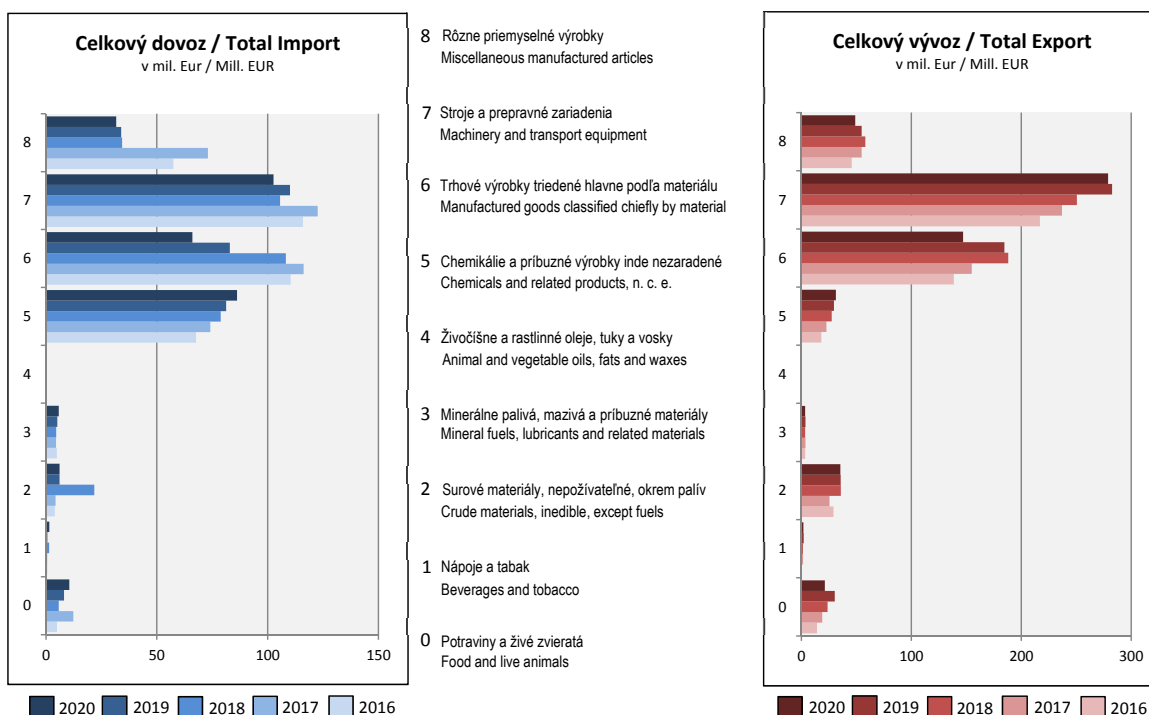 Celkový dovoz / Total Import
v mil. Eur / Mill. EUR
8
7
6
5
4
3
2
1
0
0 50 100 150
2020 2019 2018 2017 2016
8 Rôzne priemyselné výrobky
Miscellaneous manufactured articles
7 Stroje a prepravné zariadenia
Machinery and transport equipment
6 Trhové výrobky triedené hlavne podľa materiálu
Manufactured goods classified chiefly by material
5 Chemikálie a príbuzné výrobky inde nezaradené
Chemicals and related products, n. c. e.
4 Živočíšne a rastlinné oleje, tuky a vosky
Animal and vegetable oils, fats and waxes
3 Minerálne palivá, mazivá a príbuzné materiály
Mineral fuels, lubricants and related materials
2 Surové materiály, nepožívateľné, okrem palív
Crude materials, inedible, except fuels
1 Nápoje a tabak
Beverages and tobacco
0 Potraviny a živé zvieratá
Food and live animals
Celkový vývoz / Total Export
v mil. Eur / Mill. EUR
8
7
6
5
4
3
2
1
0
0 100 200 300
2020 2019 2018 2017 2016